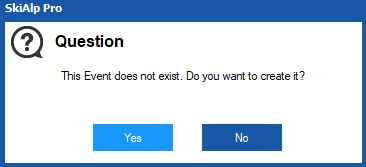 SkiAlp Pro
Question
This Event does not exist. Do you want to create it?
Yes No